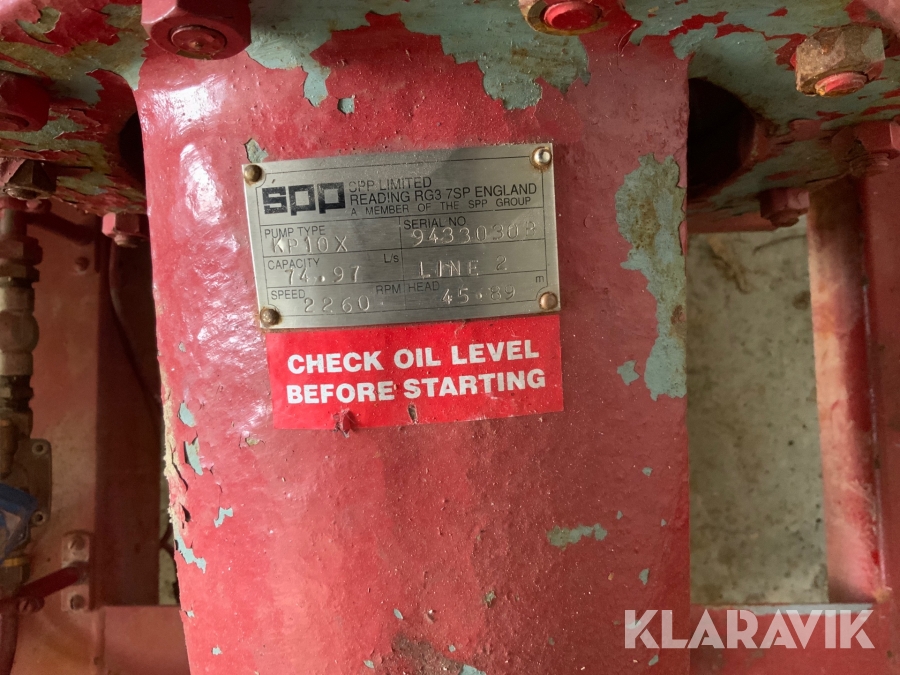 spp SPP LIMITED
READING RG3 7SP ENGLAND
A MEMBER OF THE SPP GROUP
PUMP TYPE SERIAL NO
KP10X
CAPACITY L/s
74.97 LINE 2
SPEED RPM HEAD m
2260 45.89
CHECK OIL LEVEL
BEFORE STARTING
KLARAVIK